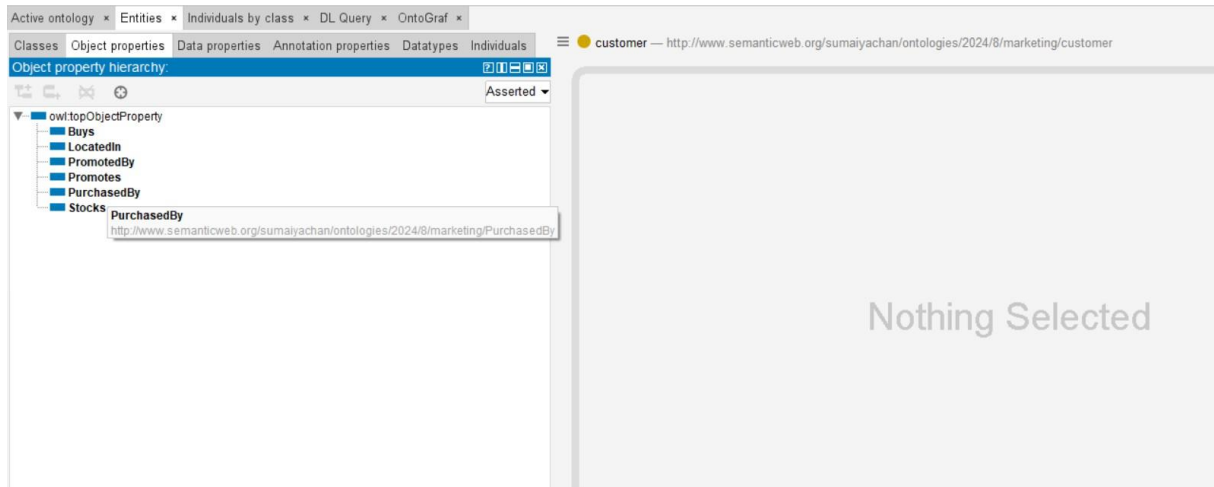 Active ontology × Entities × Individuals by class × DL Query × OntoGraf ×
Classes Object properties Data properties Annotation properties Datatypes Individuals
customer — http://www.semanticweb.org/sumaiyachan/ontologies/2024/8/marketing/customer
Object property hierarchy:
Asserted
owl:topObjectProperty
Buys
LocatedIn
PromotedBy
Promotes
PurchasedBy
Stocks
PurchasedBy
http://www.semanticweb.org/sumaiyachan/ontologies/2024/8/marketing/PurchasedBy
Nothing Selected